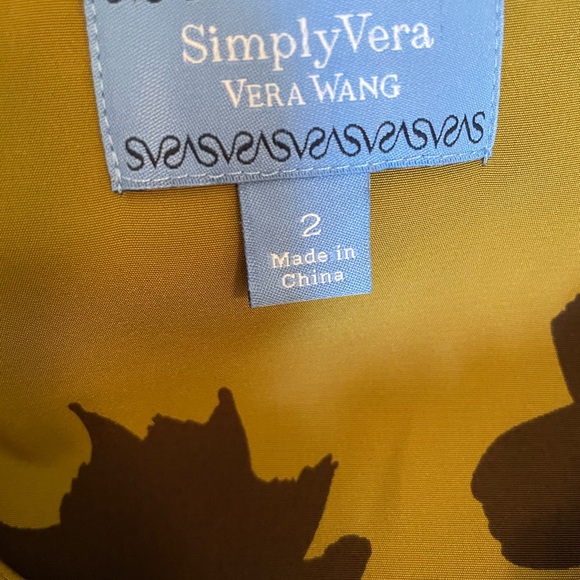 SimplyVera
VERA WANG
2
Made in
China